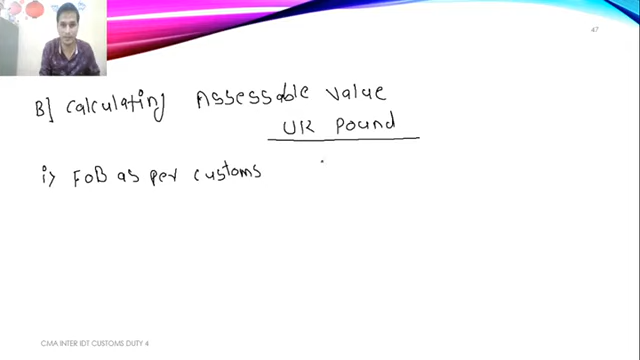 47
B] Calculating Assessable Value
UK Pound
i> FOB as per customs
CMA INTER IDT CUSTOMS DUTY 4